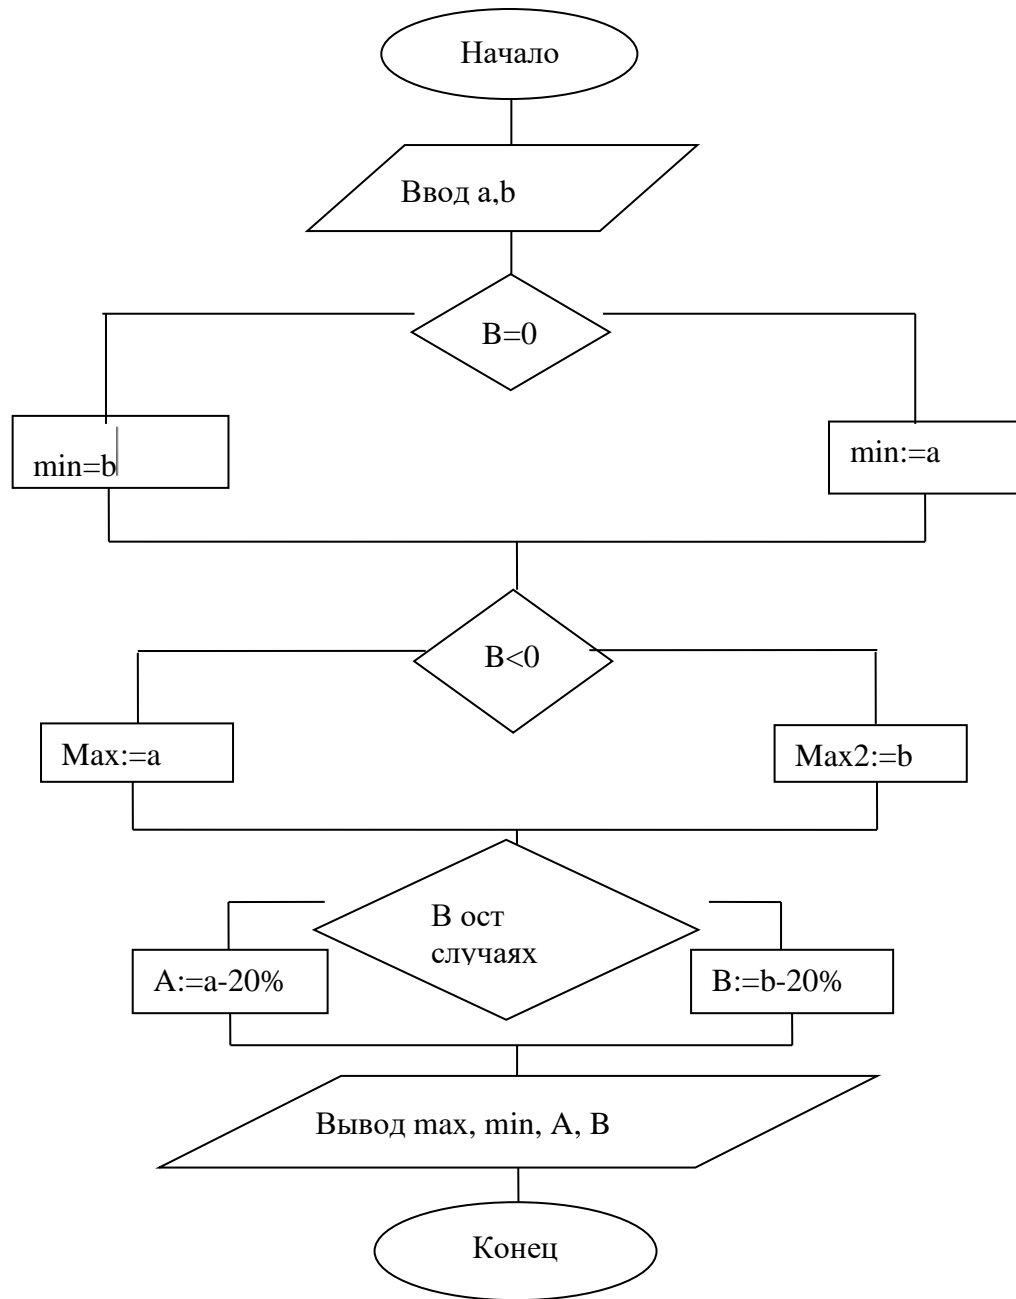 Начало
Ввод a,b
B=0
min=b
min:=a
B<0
Max:=a
Max2:=b
В ост
случаях
A:=a-20%
B:=b-20%
Вывод max, min, A, B
Конец